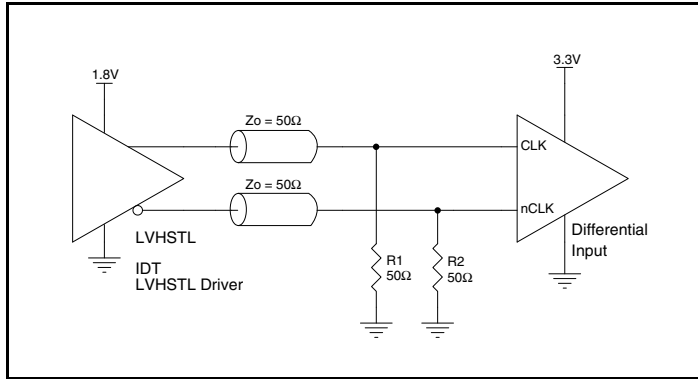 1.8V
3.3V
Zo = 50Ω
CLK
Zo = 50Ω
nCLK
LVHSTL
IDT
LVHSTL Driver
R1
50Ω
R2
50Ω
Differential
Input